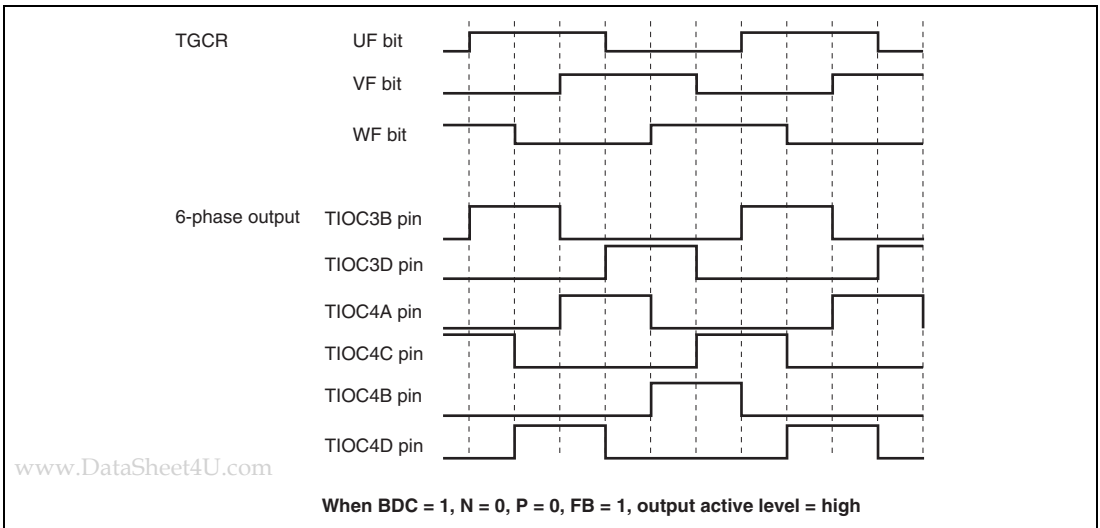 TGCR UF bit
VF bit
WF bit
6-phase output TIOC3B pin
TIOC3D pin
TIOC4A pin
TIOC4C pin
TIOC4B pin
TIOC4D pin
www.DataSheet4U.com
When BDC = 1, N = 0, P = 0, FB = 1, output active level = high